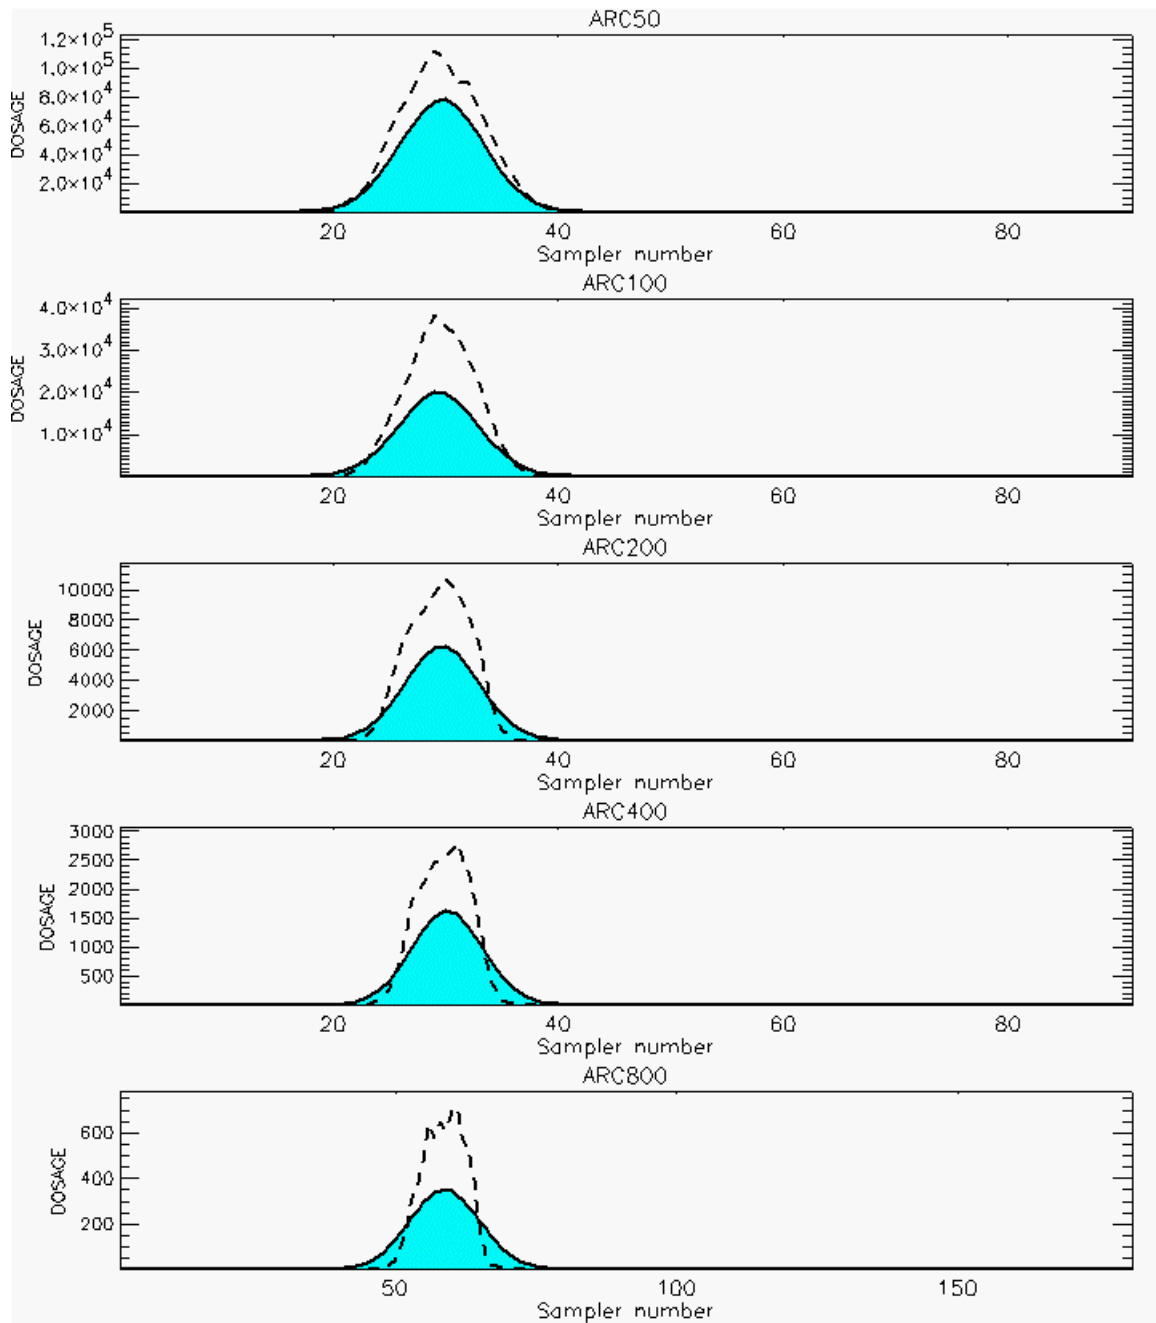 ARC50
1.2×10^5
1.0×10^5
8.0×10^4
6.0×10^4
4.0×10^4
2.0×10^4
DOSAGE
20 40 60 80
Sampler number
ARC100
4.0×10^4
3.0×10^4
2.0×10^4
1.0×10^4
DOSAGE
20 40 60 80
Sampler number
ARC200
10000
8000
6000
4000
2000
DOSAGE
20 40 60 80
Sampler number
ARC400
3000
2500
2000
1500
1000
500
DOSAGE
20 40 60 80
Sampler number
ARC800
600
400
200
DOSAGE
50 100 150
Sampler number